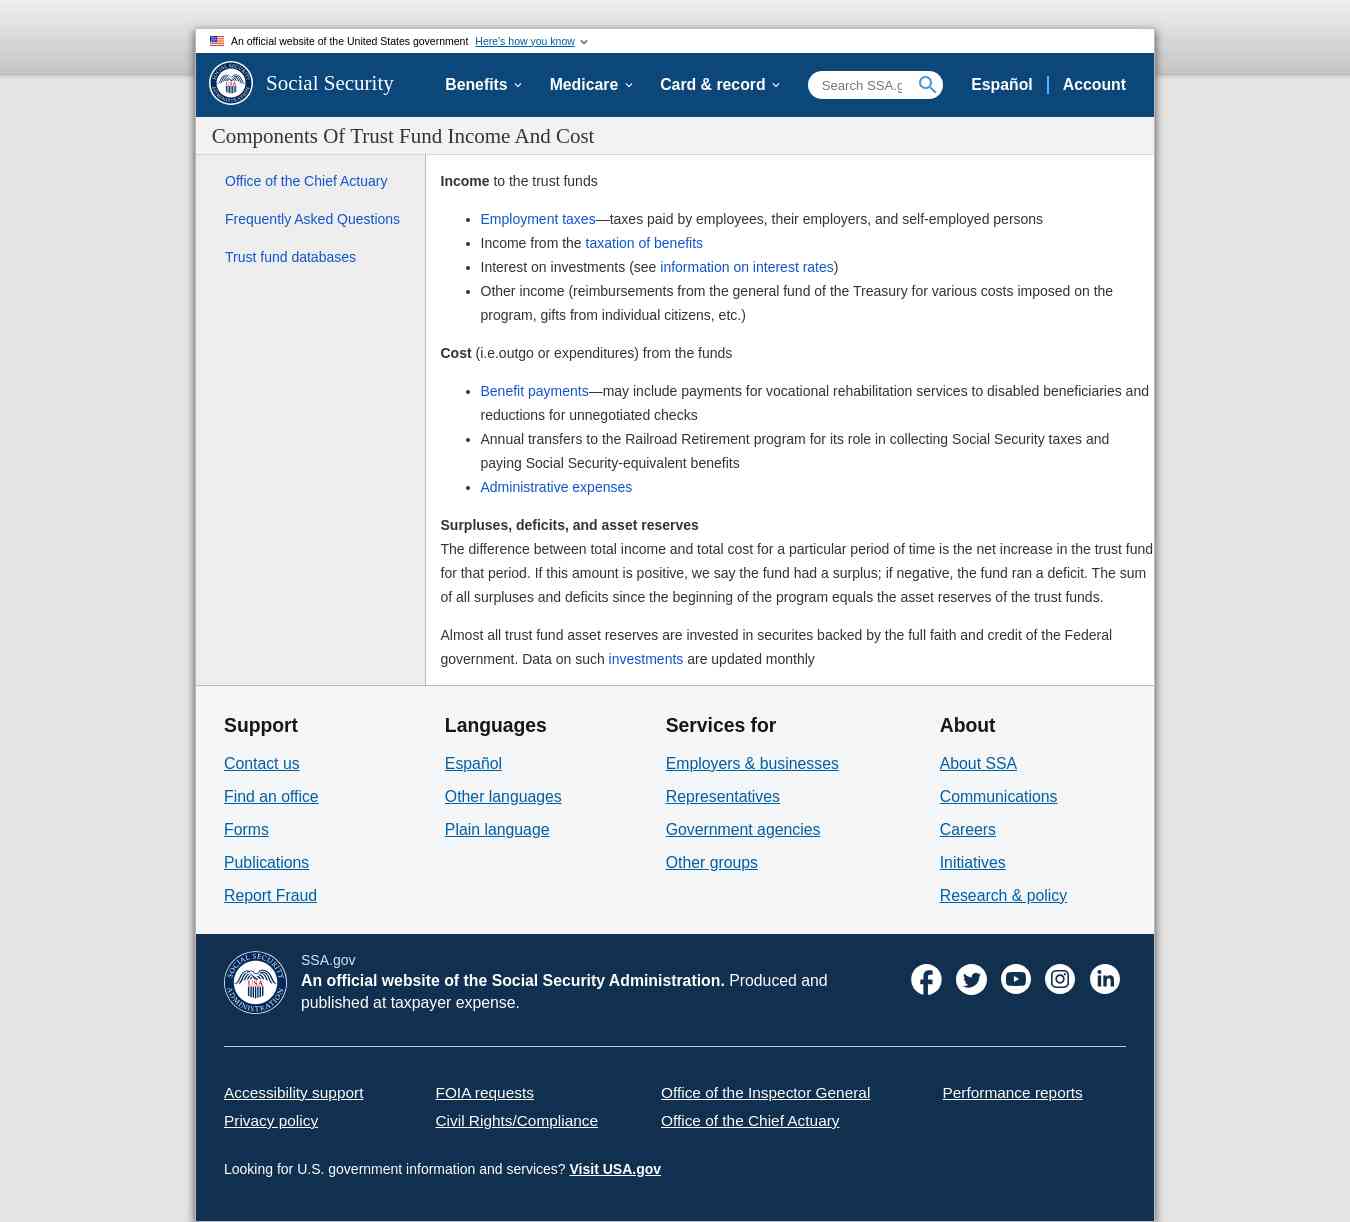 An official website of the United States government Here's how you know
Social Security
Benefits
Medicare
Card & record
Search SSA.g
Español
Account
Components Of Trust Fund Income And Cost
Office of the Chief Actuary
Frequently Asked Questions
Trust fund databases
Income to the trust funds
• Employment taxes—taxes paid by employees, their employers, and self-employed persons
• Income from the taxation of benefits
• Interest on investments (see information on interest rates)
• Other income (reimbursements from the general fund of the Treasury for various costs imposed on the
program, gifts from individual citizens, etc.)
Cost (i.e.outgo or expenditures) from the funds
• Benefit payments—may include payments for vocational rehabilitation services to disabled beneficiaries and
reductions for unnegotiated checks
• Annual transfers to the Railroad Retirement program for its role in collecting Social Security taxes and
paying Social Security-equivalent benefits
• Administrative expenses
Surpluses, deficits, and asset reserves
The difference between total income and total cost for a particular period of time is the net increase in the trust fund
for that period. If this amount is positive, we say the fund had a surplus; if negative, the fund ran a deficit. The sum
of all surpluses and deficits since the beginning of the program equals the asset reserves of the trust funds.
Almost all trust fund asset reserves are invested in securites backed by the full faith and credit of the Federal
government. Data on such investments are updated monthly
Support
Contact us
Find an office
Forms
Publications
Report Fraud
Languages
Español
Other languages
Plain language
Services for
Employers & businesses
Representatives
Government agencies
Other groups
About
About SSA
Communications
Careers
Initiatives
Research & policy
SOCIAL SECURITY
USA
ADMINISTRATION
SSA.gov
An official website of the Social Security Administration. Produced and
published at taxpayer expense.
Accessibility support
Privacy policy
FOIA requests
Civil Rights/Compliance
Office of the Inspector General
Office of the Chief Actuary
Performance reports
Looking for U.S. government information and services? Visit USA.gov